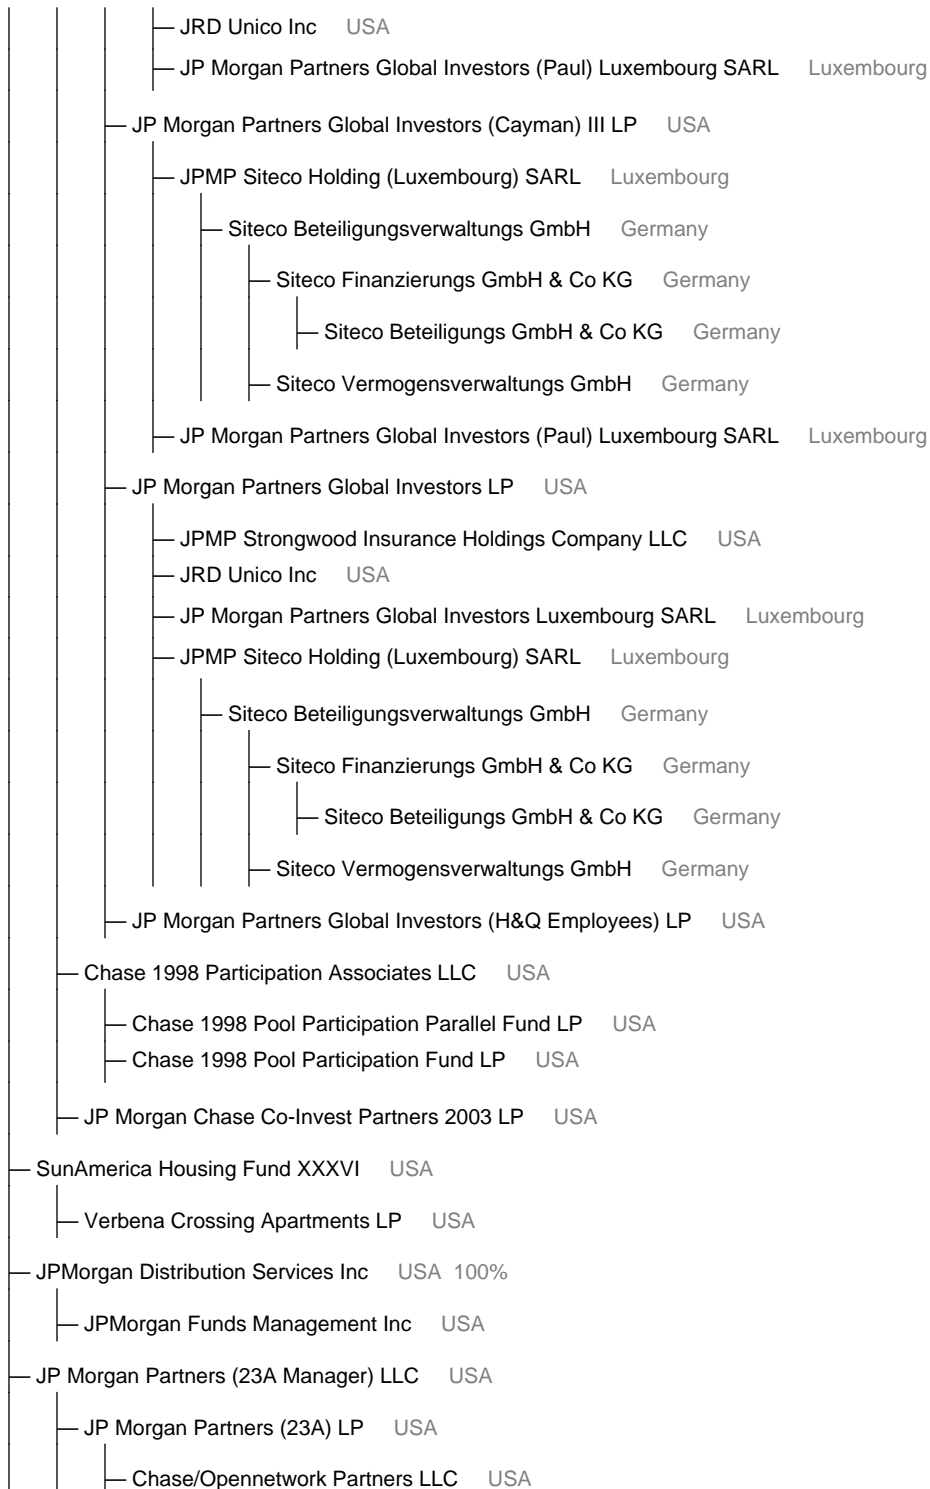 JRD Unico Inc USA
JP Morgan Partners Global Investors (Paul) Luxembourg SARL Luxembourg
JP Morgan Partners Global Investors (Cayman) III LP USA
JPMP Siteco Holding (Luxembourg) SARL Luxembourg
Siteco Beteiligungsverwaltungs GmbH Germany
Siteco Finanzierungs GmbH & Co KG Germany
Siteco Beteiligungs GmbH & Co KG Germany
Siteco Vermogensverwaltungs GmbH Germany
JP Morgan Partners Global Investors (Paul) Luxembourg SARL Luxembourg
JP Morgan Partners Global Investors LP USA
JPMP Strongwood Insurance Holdings Company LLC USA
JRD Unico Inc USA
JP Morgan Partners Global Investors Luxembourg SARL Luxembourg
JPMP Siteco Holding (Luxembourg) SARL Luxembourg
Siteco Beteiligungsverwaltungs GmbH Germany
Siteco Finanzierungs GmbH & Co KG Germany
Siteco Beteiligungs GmbH & Co KG Germany
Siteco Vermogensverwaltungs GmbH Germany
JP Morgan Partners Global Investors (H&Q Employees) LP USA
Chase 1998 Participation Associates LLC USA
Chase 1998 Pool Participation Parallel Fund LP USA
Chase 1998 Pool Participation Fund LP USA
JP Morgan Chase Co-Invest Partners 2003 LP USA
SunAmerica Housing Fund XXXVI USA
Verbena Crossing Apartments LP USA
JPMorgan Distribution Services Inc USA 100%
JPMorgan Funds Management Inc USA
JP Morgan Partners (23A Manager) LLC USA
JP Morgan Partners (23A) LP USA
Chase/Opennetwork Partners LLC USA